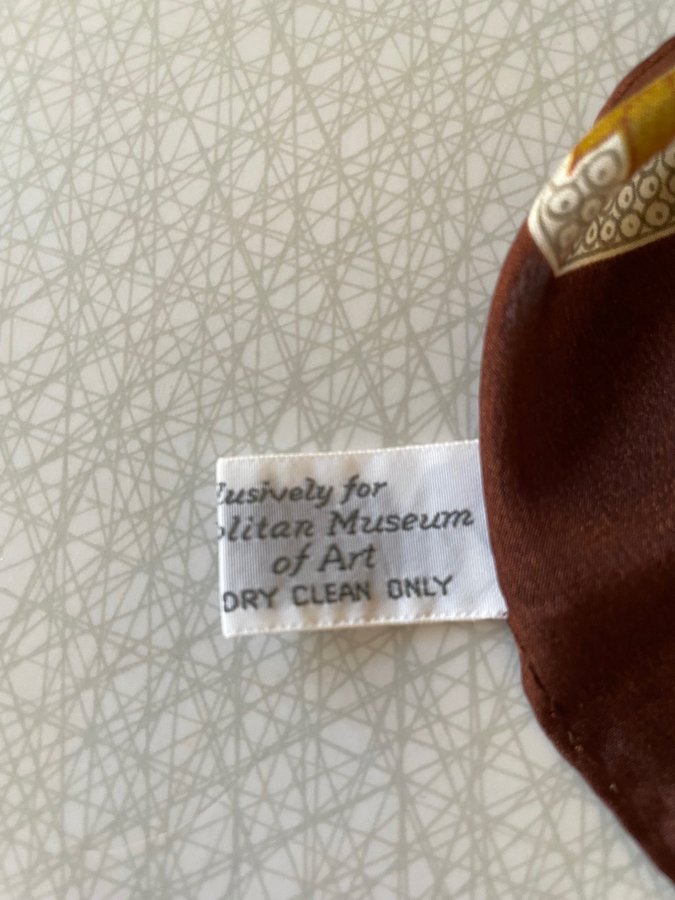 lusively for
olitan Museum
of Art
DRY CLEAN ONLY